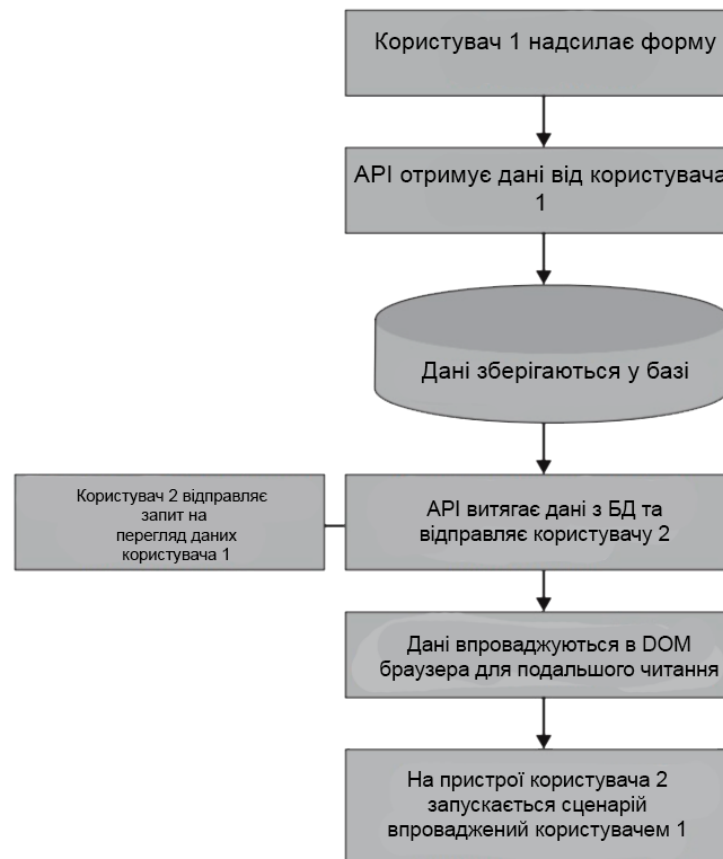 Користувач 1 надсилає форму
API отримує дані від користувача
1
Дані зберігаються у базі
Користувач 2 відправляє
запит на
перегляд даних
користувача 1
API витягає дані з БД та
відправляє користувачу 2
Дані впроваджуються в DOM
браузера для подальшого читання
На пристрої користувача 2
запускається сценарій
впроваджений користувачем 1